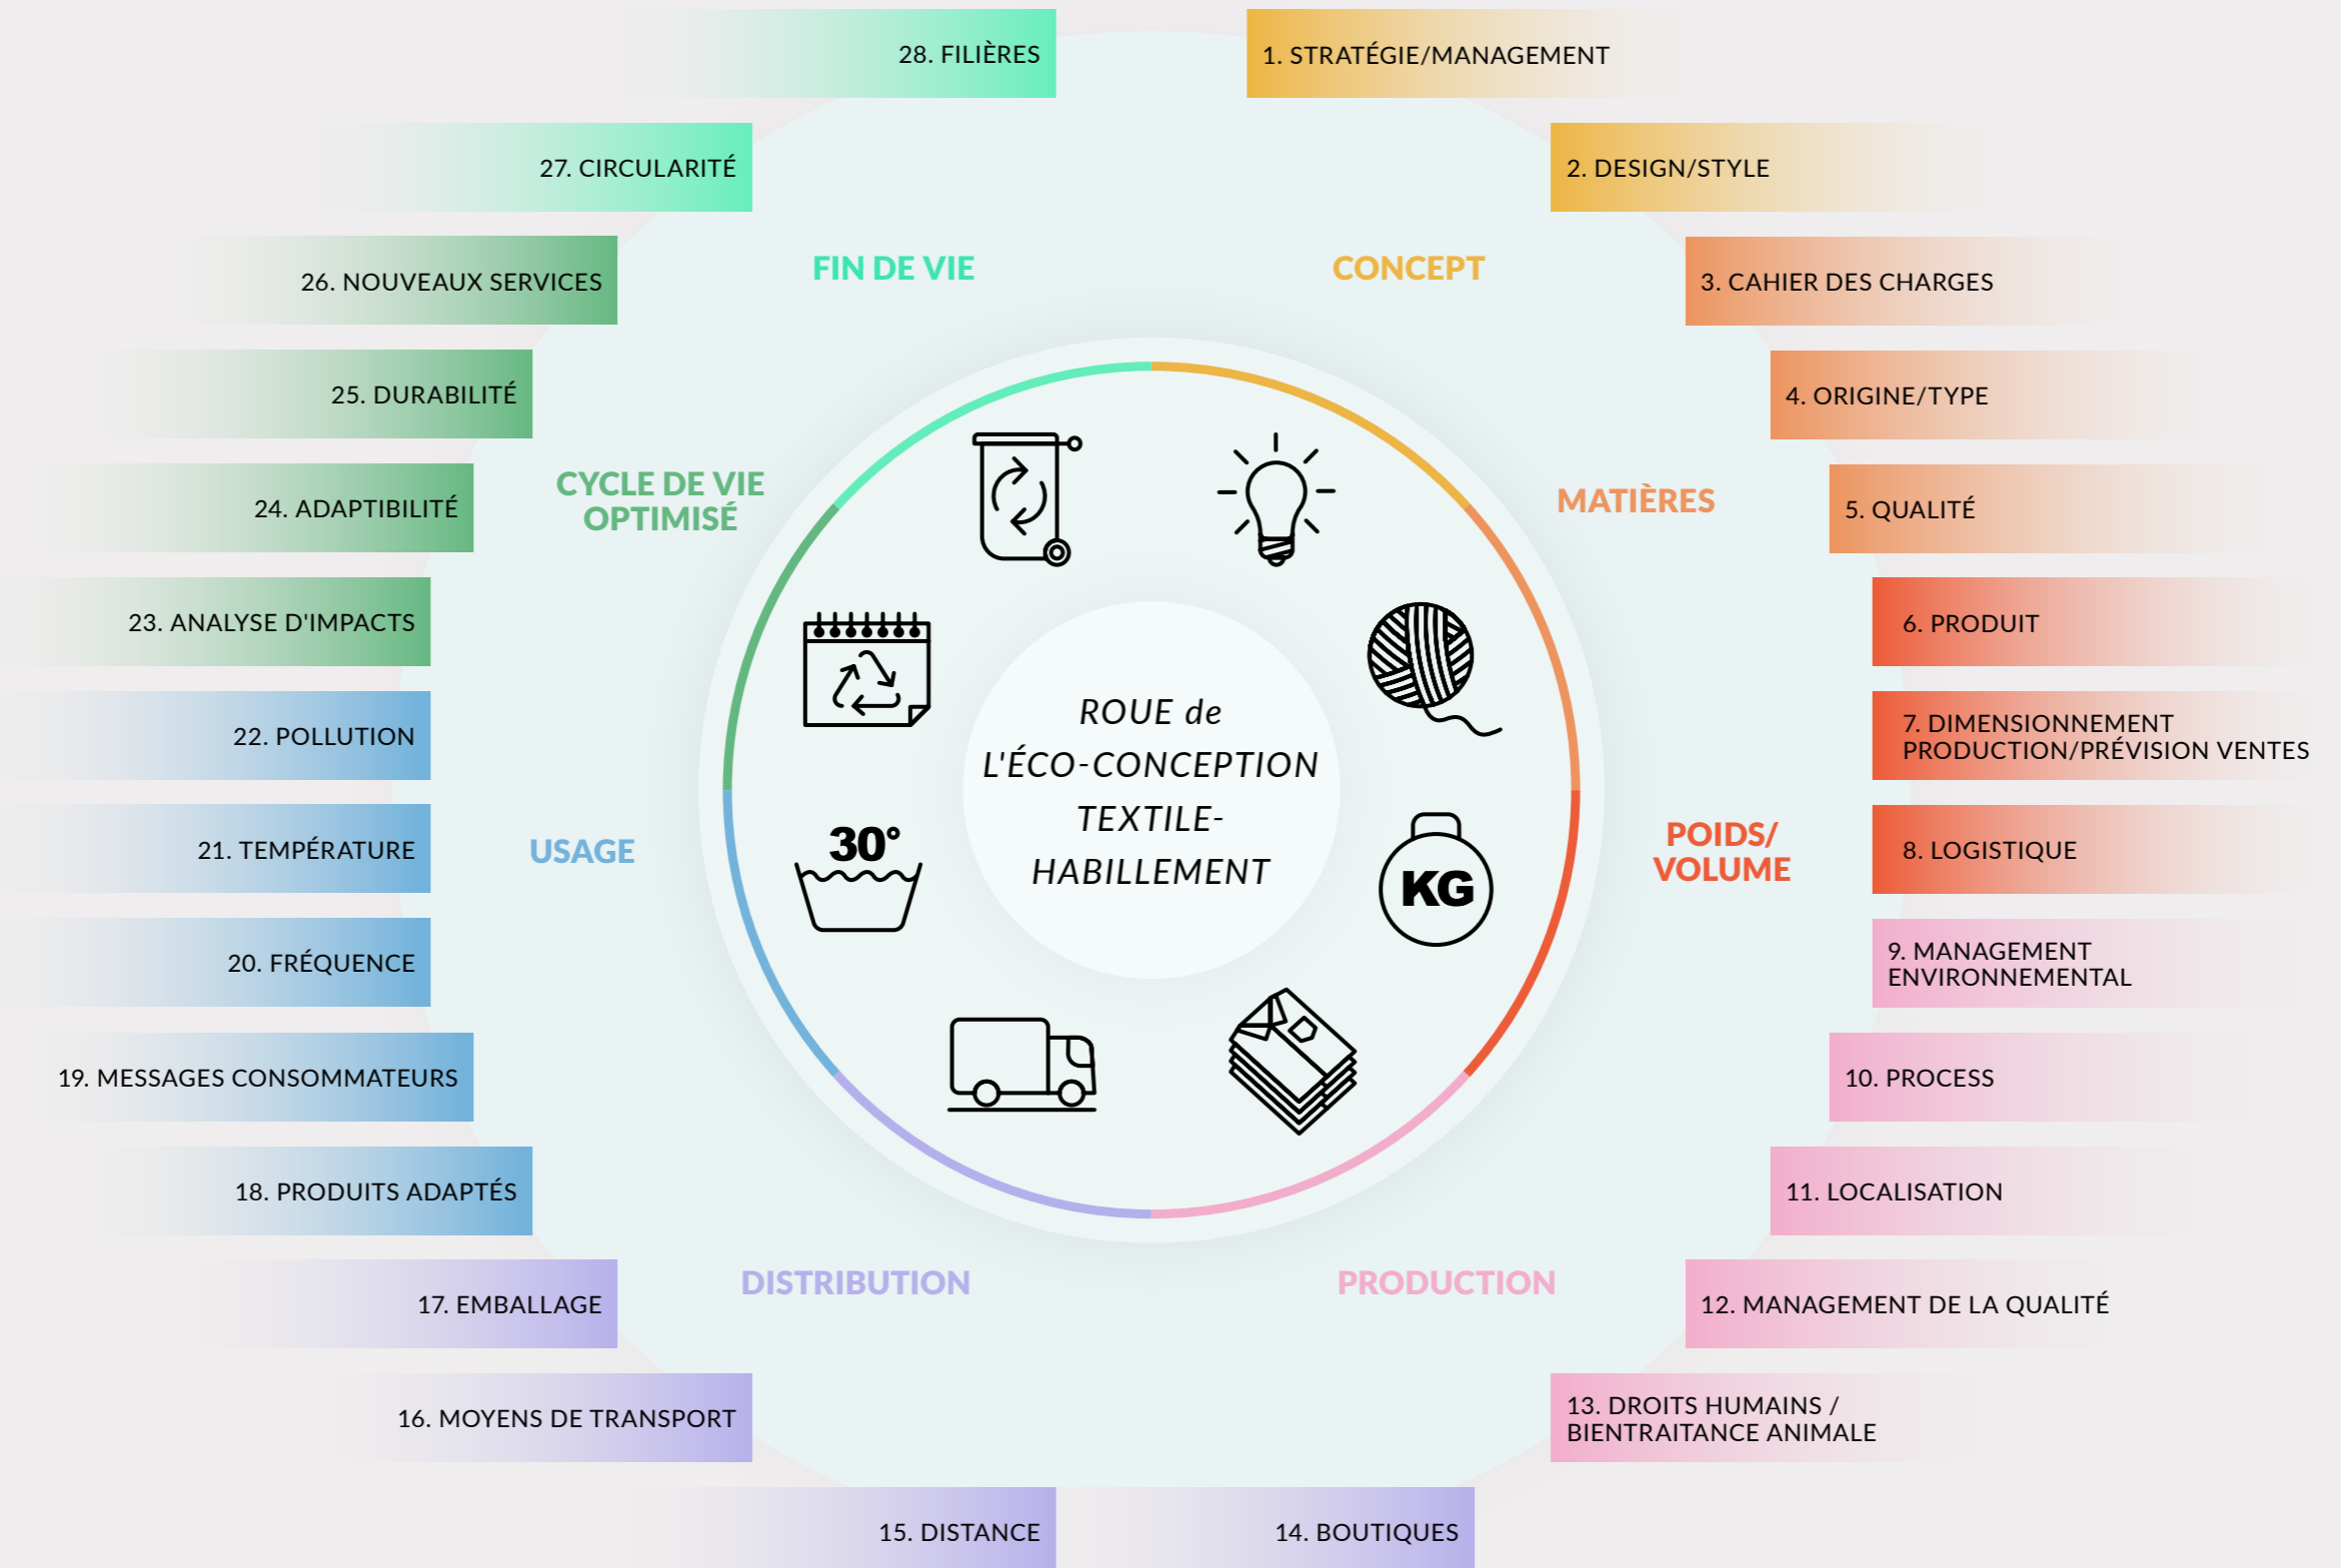 ROUE de
L'ÉCO-CONCEPTION
TEXTILE-
HABILLEMENT
CONCEPT
1. STRATÉGIE/MANAGEMENT
2. DESIGN/STYLE
MATIÈRES
3. CAHIER DES CHARGES
4. ORIGINE/TYPE
5. QUALITÉ
POIDS/
VOLUME
KG
6. PRODUIT
7. DIMENSIONNEMENT
PRODUCTION/PRÉVISION VENTES
8. LOGISTIQUE
PRODUCTION
9. MANAGEMENT
ENVIRONNEMENTAL
10. PROCESS
11. LOCALISATION
12. MANAGEMENT DE LA QUALITÉ
13. DROITS HUMAINS /
BIENTRAITANCE ANIMALE
DISTRIBUTION
14. BOUTIQUES
15. DISTANCE
16. MOYENS DE TRANSPORT
17. EMBALLAGE
USAGE
30°
18. PRODUITS ADAPTÉS
19. MESSAGES CONSOMMATEURS
20. FRÉQUENCE
21. TEMPÉRATURE
22. POLLUTION
CYCLE DE VIE
OPTIMISÉ
23. ANALYSE D'IMPACTS
24. ADAPTIBILITÉ
25. DURABILITÉ
26. NOUVEAUX SERVICES
FIN DE VIE
27. CIRCULARITÉ
28. FILIÈRES